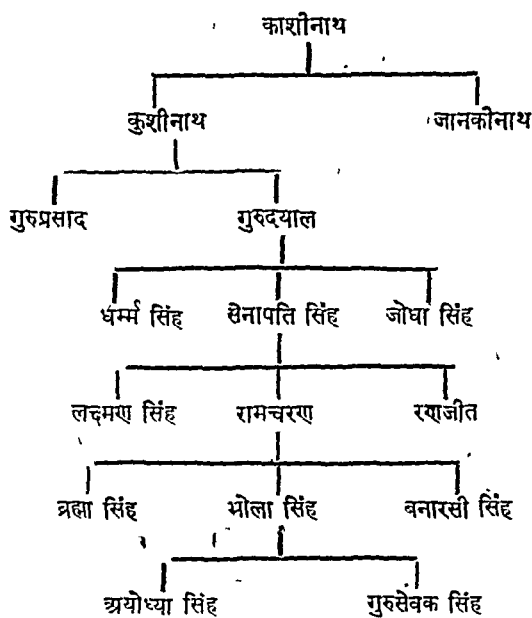 काशीनाथ
कुशीनाथ जानकीनाथ
गुरुप्रसाद गुरुदयाल
धर्म्म सिंह सेनापति सिंह जोधा सिंह
लक्ष्मण सिंह रामचरण रणजीत
ब्रह्मा सिंह भोला सिंह बनारसी सिंह
अयोध्या सिंह गुरुसेवक सिंह